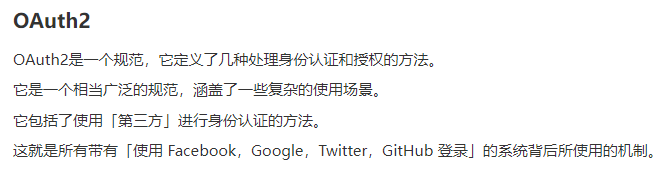 OAuth2
OAuth2是一个规范，它定义了几种处理身份认证和授权的方法。
它是一个相当广泛的规范，涵盖了一些复杂的使用场景。
它包括了使用「第三方」进行身份认证的方法。
这就是所有带有「使用 Facebook，Google，Twitter，GitHub 登录」的系统背后所使用的机制。